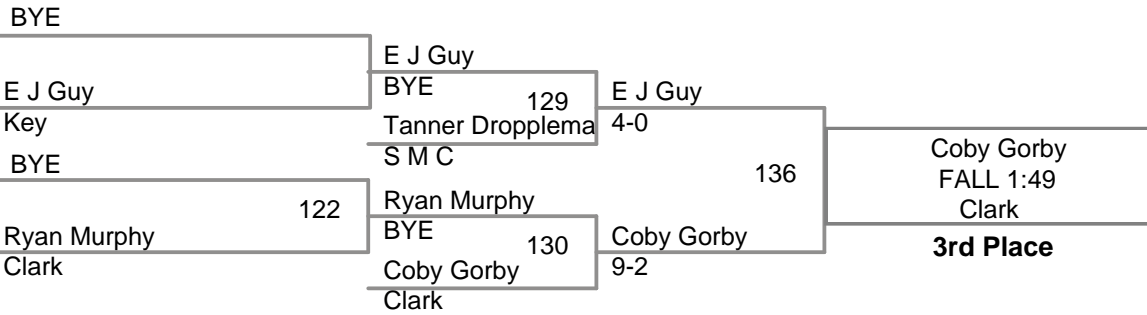 BYE
E J Guy
Key
BYE
Ryan Murphy
Clark
122
E J Guy
BYE
129
Tanner Dropplema
S M C
Ryan Murphy
BYE
130
Coby Gorby
Clark
E J Guy
4-0
136
Coby Gorby
9-2
Coby Gorby
FALL 1:49
Clark
3rd Place